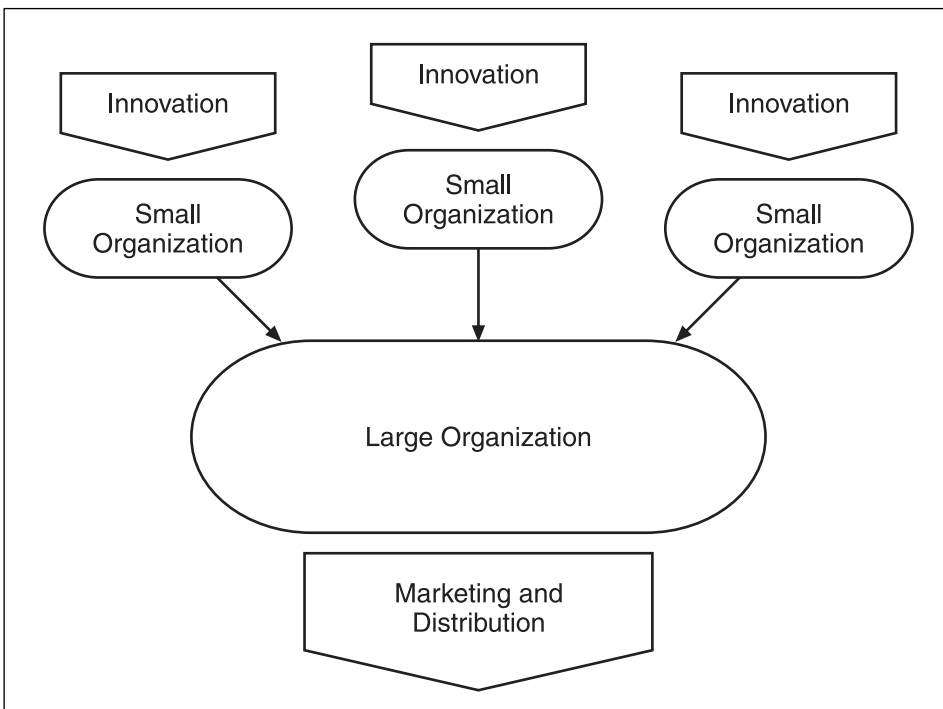 Innovation
Innovation
Innovation
Small
Organization
Small
Organization
Small
Organization
Large Organization
Marketing and
Distribution